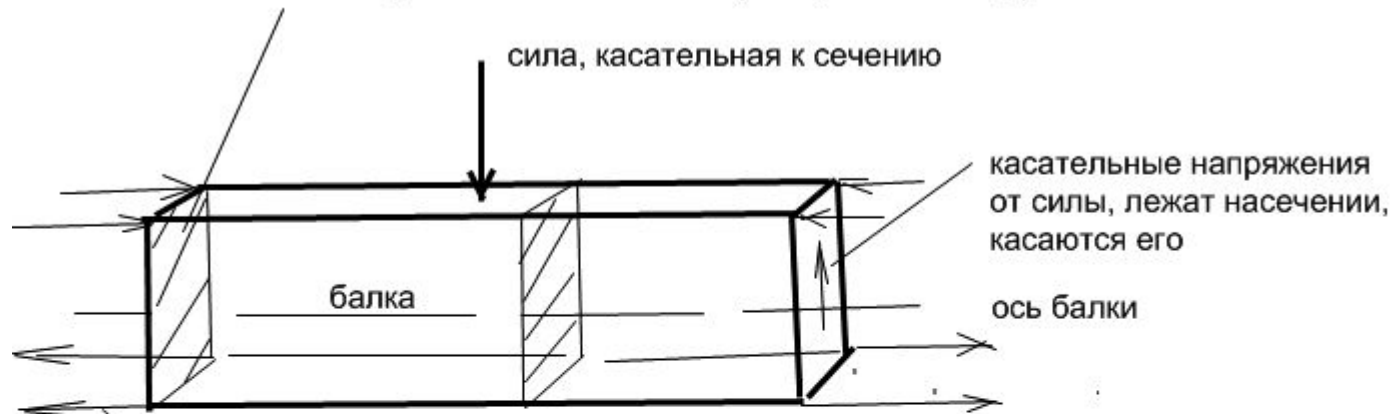 сила, касательная к сечению
касательные напряжения
от силы, лежат насечении,
касаются его
балка
ось балки